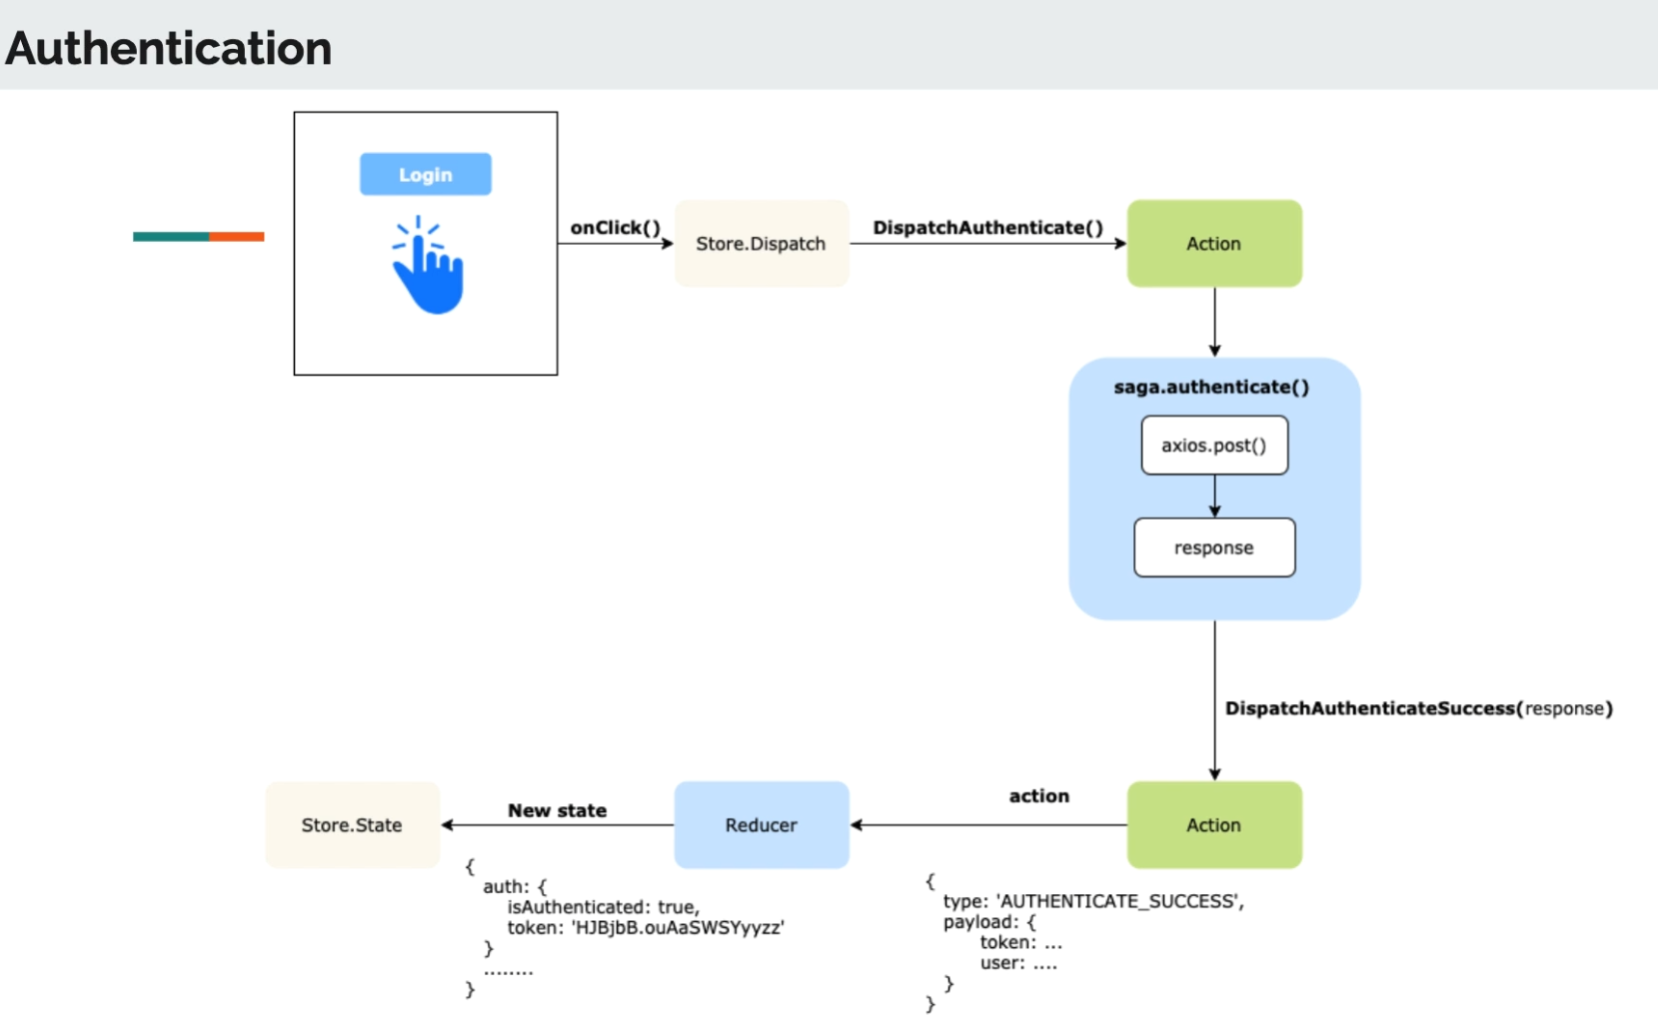 Authentication
Login
onClick()
Store.Dispatch
DispatchAuthenticate()
Action
saga.authenticate()
axios.post()
response
DispatchAuthenticateSuccess(response)
Action
action
Reducer
New state
Store.State
{
auth: {
isAuthenticated: true,
token: 'HJBjbB.ouAaSWSYyyzz'
}
........
}
{
type: 'AUTHENTICATE_SUCCESS',
payload: {
token: ...
user: ....
}
}